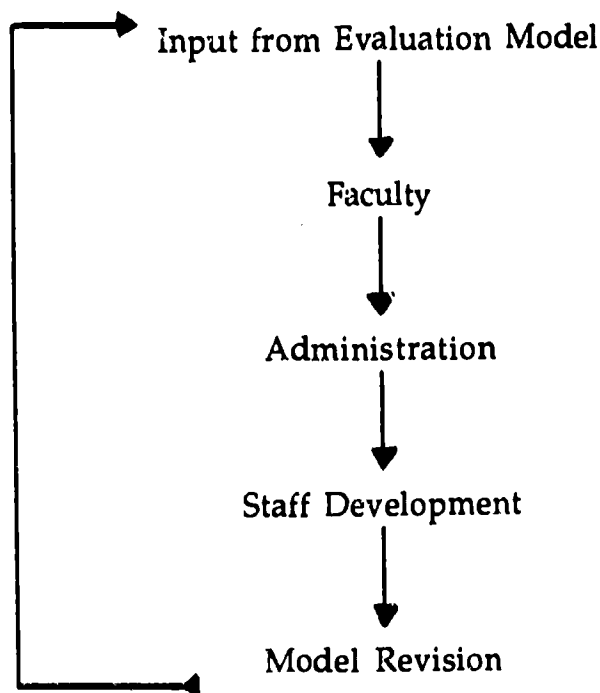 Input from Evaluation Model
Faculty
Administration
Staff Development
Model Revision